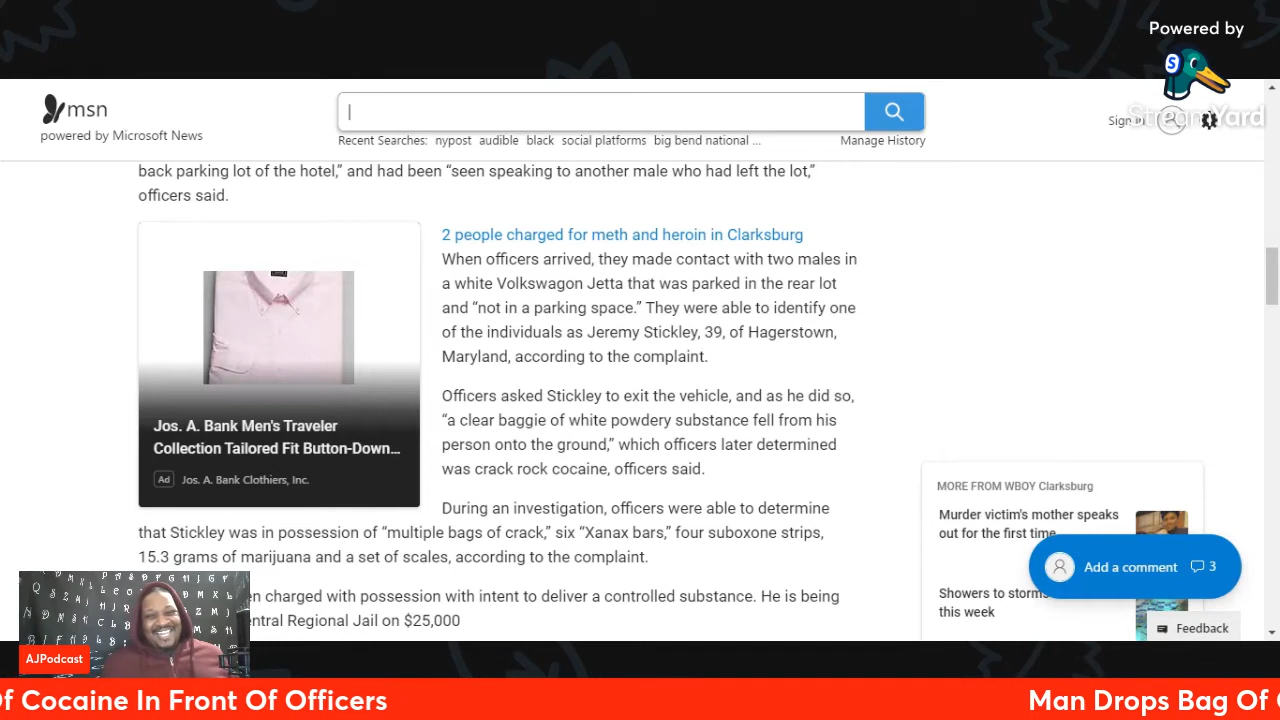 Powered by
StreamYard
msn
powered by Microsoft News
Sign in
Recent Searches: nypost audible black social platforms big bend national ...
Manage History
back parking lot of the hotel,” and had been “seen speaking to another male who had left the lot,”
officers said.
2 people charged for meth and heroin in Clarksburg
When officers arrived, they made contact with two males in
a white Volkswagon Jetta that was parked in the rear lot
and “not in a parking space.” They were able to identify one
of the individuals as Jeremy Stickley, 39, of Hagerstown,
Maryland, according to the complaint.
Jos. A. Bank Men's Traveler
Collection Tailored Fit Button-Down...
Ad Jos. A. Bank Clothiers, Inc.
Officers asked Stickley to exit the vehicle, and as he did so,
“a clear baggie of white powdery substance fell from his
person onto the ground,” which officers later determined
was crack rock cocaine, officers said.
During an investigation, officers were able to determine
that Stickley was in possession of “multiple bags of crack,” six “Xanax bars,” four suboxone strips,
15.3 grams of marijuana and a set of scales, according to the complaint.
charged with possession with intent to deliver a controlled substance. He is being
Regional Jail on $25,000
MORE FROM WBOY Clarksburg
Murder victim's mother speaks
out for the first time
Add a comment 3
Showers to storms
this week
Feedback
AJPodcast
Of Cocaine In Front Of Officers
Man Drops Bag Of